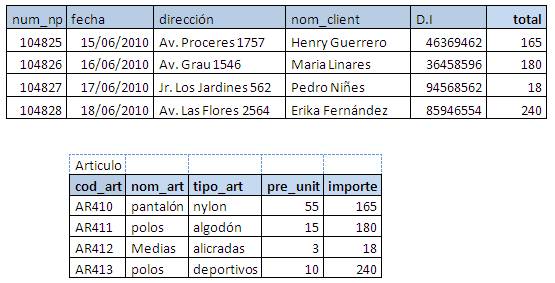 num_np fecha dirección nom_client D.I total
104825 15/06/2010 Av. Proceres 1757 Henry Guerrero 46369462 165
104826 16/06/2010 Av. Grau 1546 Maria Linares 36458596 180
104827 17/06/2010 Jr. Los Jardines 562 Pedro Niñes 94568562 18
104828 18/06/2010 Av. Las Flores 2564 Erika Fernández 85946554 240
Articulo
cod_art nom_art tipo_art pre_unit importe
AR410 pantalón nylon 55 165
AR411 polos algodón 15 180
AR412 Medias alicradas 3 18
AR413 polos deportivos 10 240